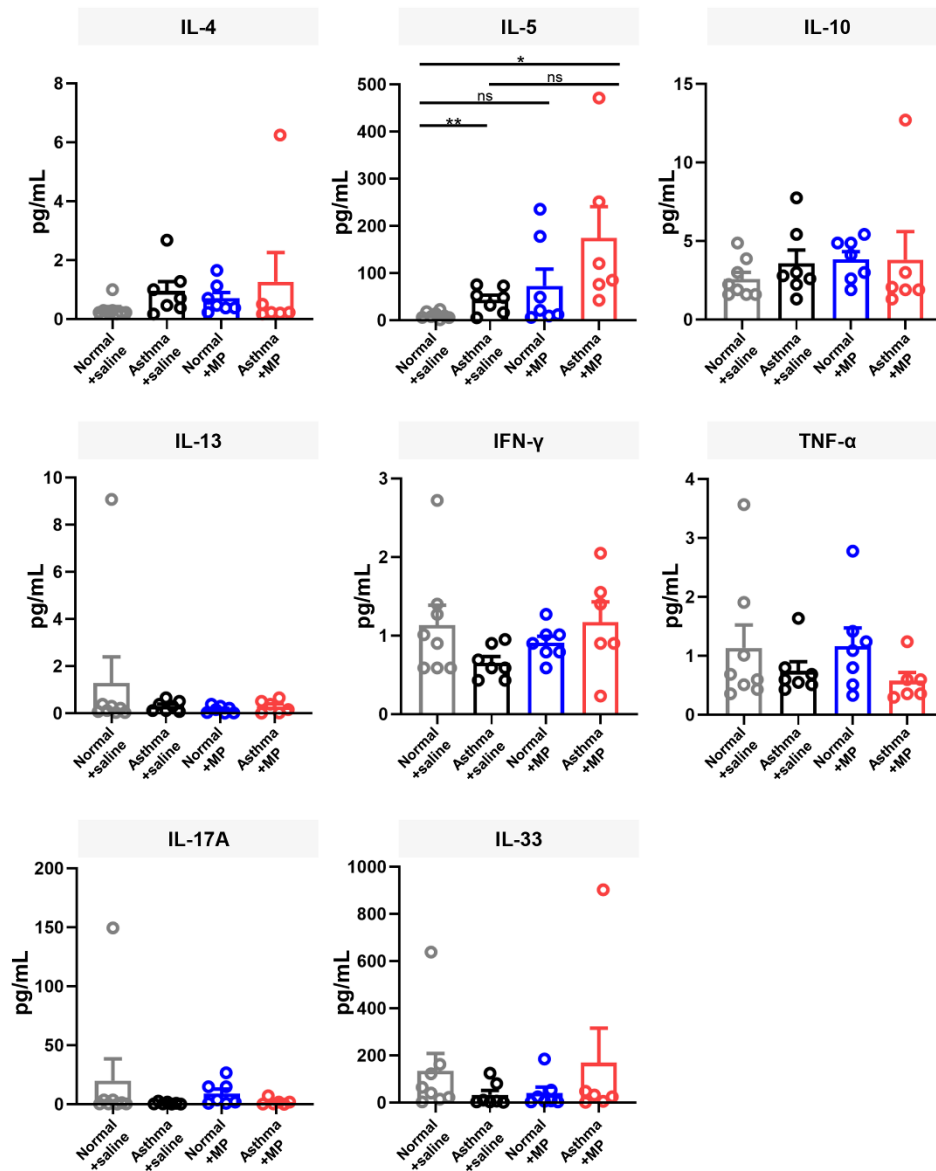 IL-4
8
6
4
2
0
pg/mL
Normal
+saline
Asthma
+saline
Normal
+MP
Asthma
+MP
IL-5
*
ns
ns
**
500
400
300
200
100
0
pg/mL
Normal
+saline
Asthma
+saline
Normal
+MP
Asthma
+MP
IL-10
15
10
5
0
pg/mL
Normal
+saline
Asthma
+saline
Normal
+MP
Asthma
+MP
IL-13
10
8
6
4
2
0
pg/mL
Normal
+saline
Asthma
+saline
Normal
+MP
Asthma
+MP
IFN-γ
3
2
1
0
pg/mL
Normal
+saline
Asthma
+saline
Normal
+MP
Asthma
+MP
TNF-α
4
3
2
1
0
pg/mL
Normal
+saline
Asthma
+saline
Normal
+MP
Asthma
+MP
IL-17A
200
150
100
50
0
pg/mL
Normal
+saline
Asthma
+saline
Normal
+MP
Asthma
+MP
IL-33
1000
800
600
400
200
0
pg/mL
Normal
+saline
Asthma
+saline
Normal
+MP
Asthma
+MP